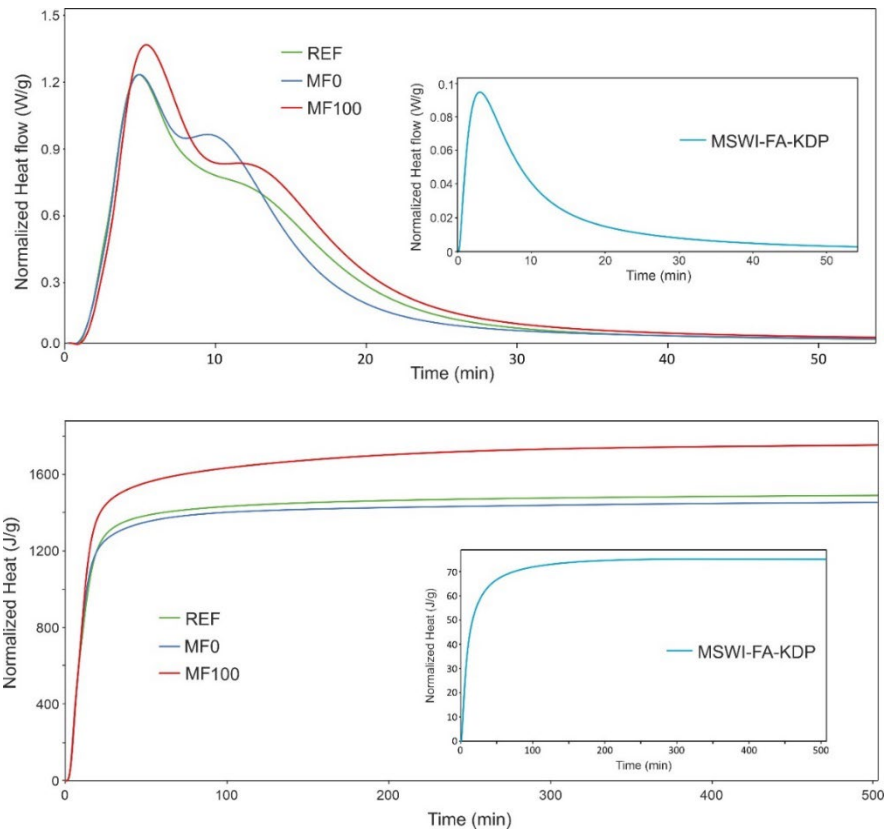 Normalized Heat flow (W/g)
1.5
1.2
0.9
0.6
0.3
0.0
REF
MF0
MF100
0 10 20 30 40 50
Time (min)
Normalized Heat flow (W/g)
0.1
0.08
0.06
0.04
0.02
0
MSWI-FA-KDP
0 10 20 30 40 50
Time (min)
Normalized Heat (J/g)
1600
1200
800
400
0
REF
MF0
MF100
0 100 200 300 400 500
Time (min)
Normalized Heat (J/g)
70
60
50
40
30
20
10
0
MSWI-FA-KDP
0 100 200 300 400 500
Time (min)